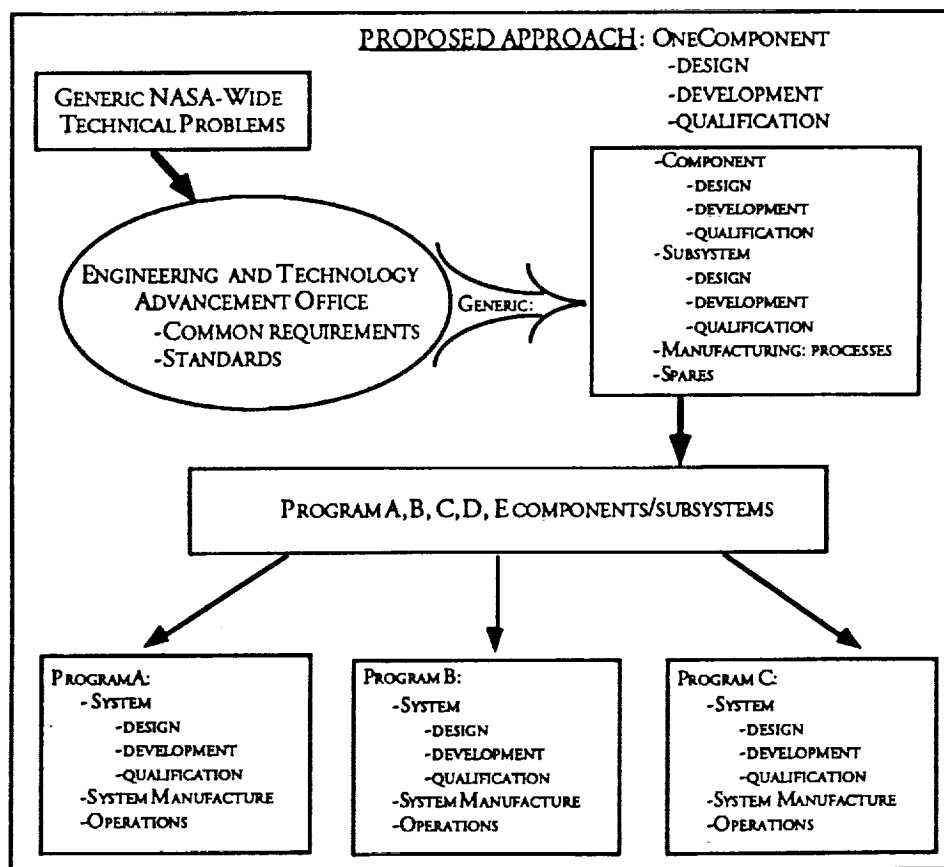 PROPOSED APPROACH: ONECOMPONENT
-DESIGN
-DEVELOPMENT
-QUALIFICATION
GENERIC NASA-WIDE
TECHNICAL PROBLEMS
-COMPONENT
-DESIGN
-DEVELOPMENT
-QUALIFICATION
-SUBSYSTEM
-DESIGN
-DEVELOPMENT
-QUALIFICATION
-MANUFACTURING: PROCESSES
-SPARES
ENGINEERING AND TECHNOLOGY
ADVANCEMENT OFFICE
-COMMON REQUIREMENTS
-STANDARDS
GENERIC:
PROGRAM A, B, C, D, E COMPONENTS/SUBSYSTEMS
PROGRAM A:
-SYSTEM
-DESIGN
-DEVELOPMENT
-QUALIFICATION
-SYSTEM MANUFACTURE
-OPERATIONS
PROGRAM B:
-SYSTEM
-DESIGN
-DEVELOPMENT
-QUALIFICATION
-SYSTEM MANUFACTURE
-OPERATIONS
PROGRAM C:
-SYSTEM
-DESIGN
-DEVELOPMENT
-QUALIFICATION
-SYSTEM MANUFACTURE
-OPERATIONS